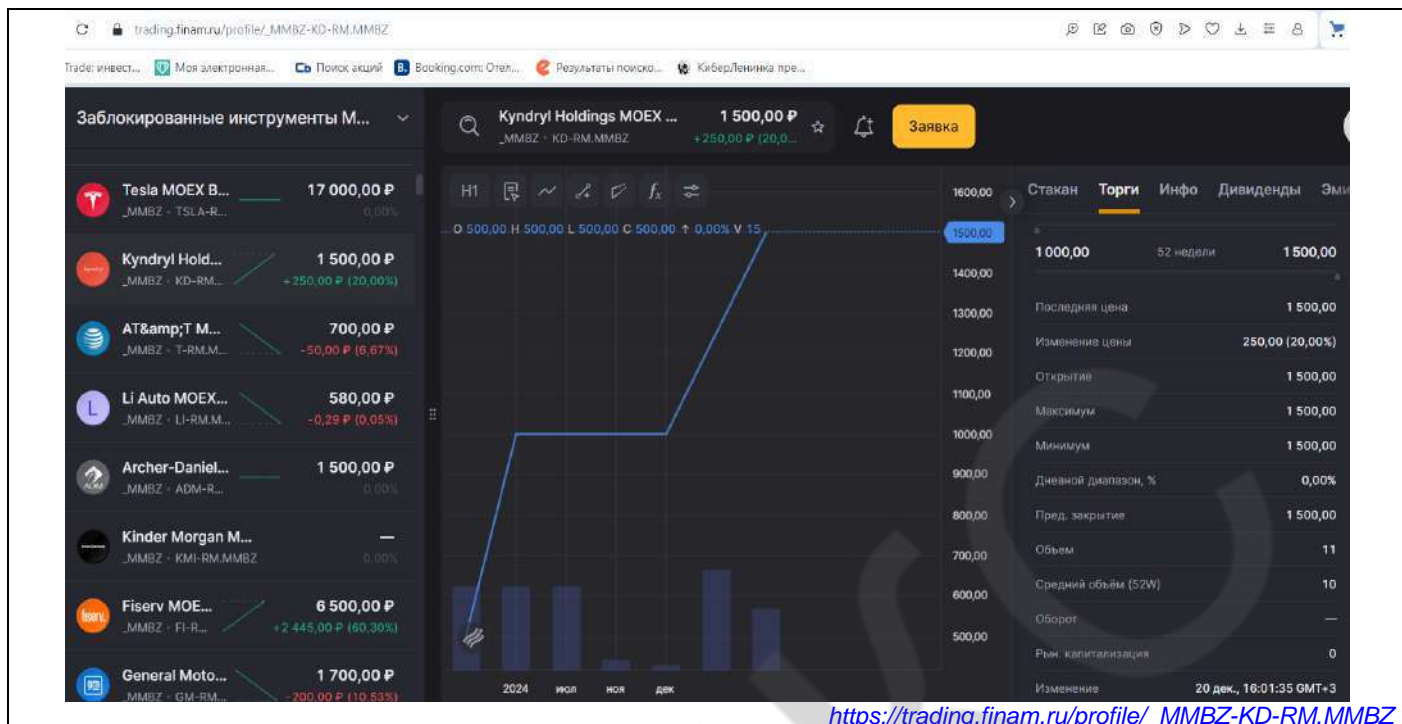 trading.finam.ru/profile/_MMBZ-KD-RM.MMBZ
Trade: инвест... Моя электронная... Поиск акций Booking.com: Отел... Результаты поиско... КиберЛенинка пре...
Заблокированные инструменты М...
Kyndryl Holdings MOEX ... 1 500,00 ₽
_MMBZ · KD-RM.MMBZ +250,00 ₽ (20,0...
Заявка
Tesla MOEX B... 17 000,00 ₽
_MMBZ · TSLA-R... 0,00%
Kyndryl Hold... 1 500,00 ₽
_MMBZ · KD-RM... +250,00 ₽ (20,00%)
AT&amp;T M... 700,00 ₽
_MMBZ · T-RM.M... -50,00 ₽ (6,67%)
Li Auto MOEX... 580,00 ₽
_MMBZ · LI-RM.M... -0,29 ₽ (0,05%)
Archer-Daniel... 1 500,00 ₽
_MMBZ · ADM-R... 0,00%
Kinder Morgan M... —
_MMBZ · KMI-RM.MMBZ 0,00%
Fiserv MOE... 6 500,00 ₽
_MMBZ · FI-R... +2 445,00 ₽ (60,30%)
General Moto... 1 700,00 ₽
_MMBZ · GM-RM... -200,00 ₽ (10,53%)
H1
O 500,00 H 500,00 L 500,00 C 500,00 ↑ 0,00% V 15
1600,00
1500,00
1400,00
1300,00
1200,00
1100,00
1000,00
900,00
800,00
700,00
600,00
500,00
2024 июл ноя дек
Стакан Торги Инфо Дивиденды Эми
1 000,00 52 недели 1 500,00
Последняя цена 1 500,00
Изменение цены 250,00 (20,00%)
Открытие 1 500,00
Максимум 1 500,00
Минимум 1 500,00
Дневной диапазон, % 0,00%
Пред. закрытие 1 500,00
Объем 11
Средний объём (52W) 10
Оборот —
Рын. капитализация 0
Изменение 20 дек., 16:01:35 GMT+3
https://trading.finam.ru/profile/_MMBZ-KD-RM.MMBZ